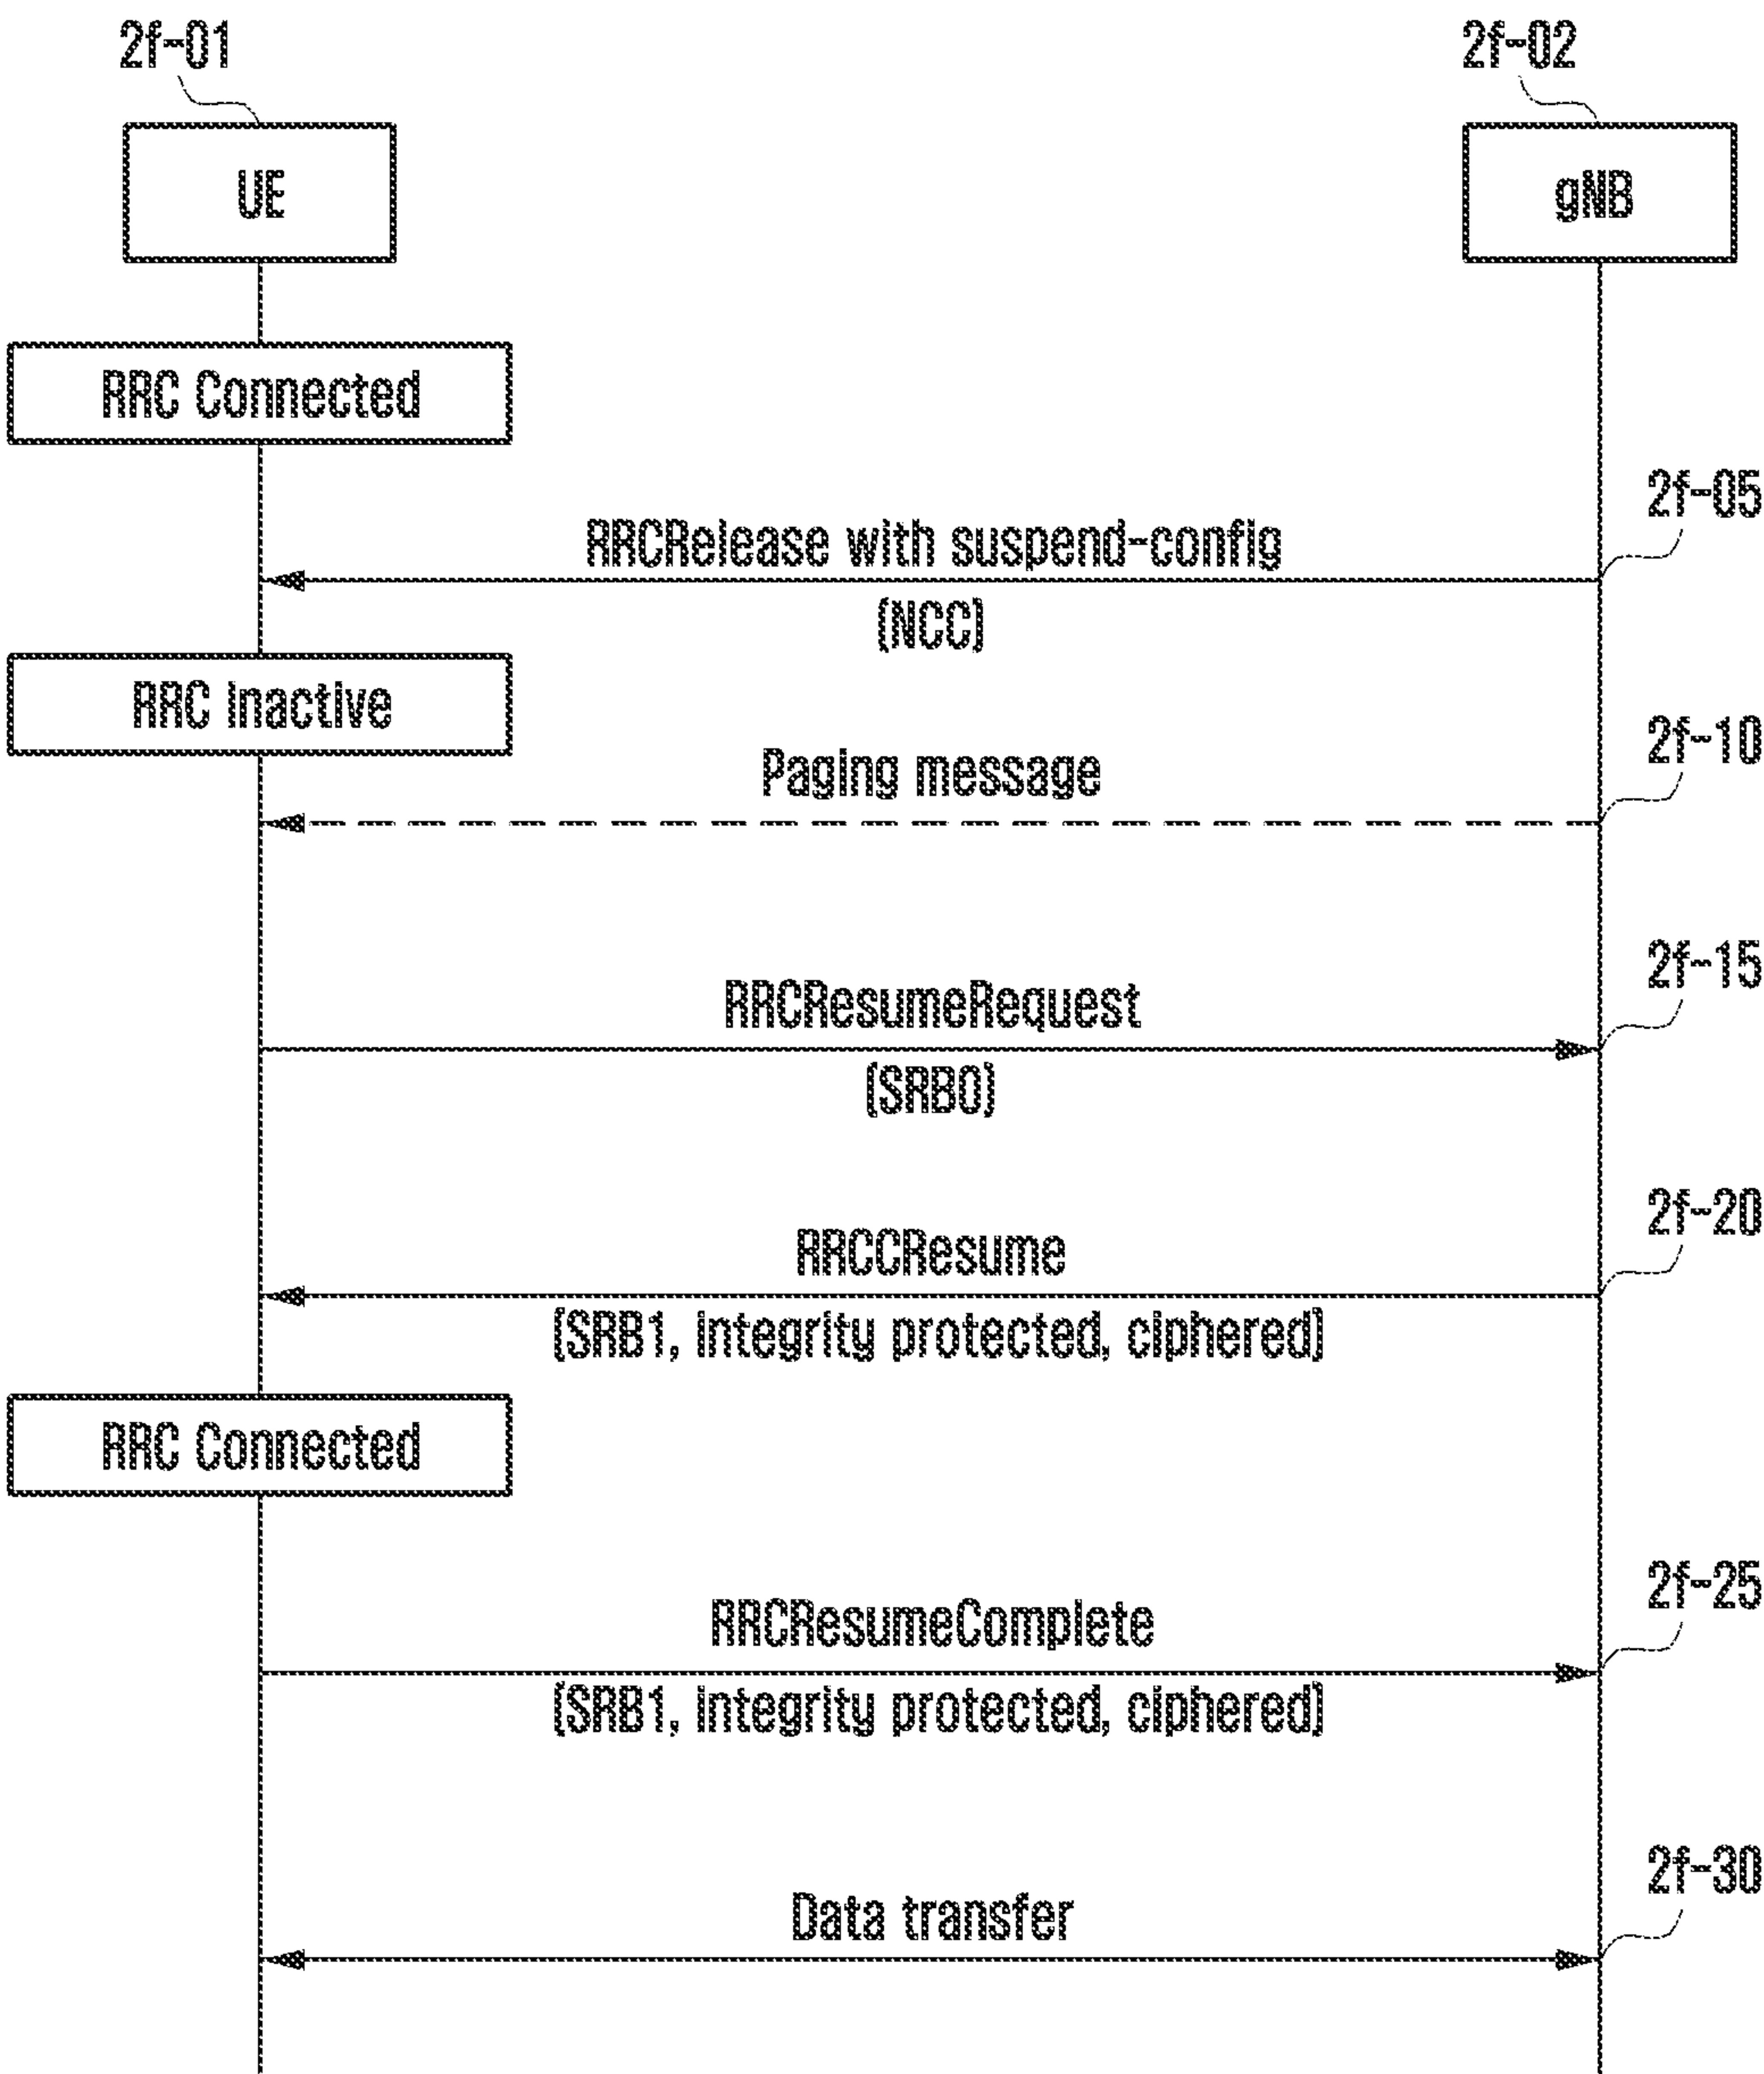 2f-01
2f-02
UE
gNB
RRC Connected
2f-05
RRCRelease with suspend-config
(NCC)
RRC Inactive
2f-10
Paging message
2f-15
RRCResumeRequest
(SRB0)
2f-20
RRCCResume
(SRB1, integrity protected, ciphered)
RRC Connected
2f-25
RRCResumeComplete
(SRB1, integrity protected, ciphered)
2f-30
Data transfer